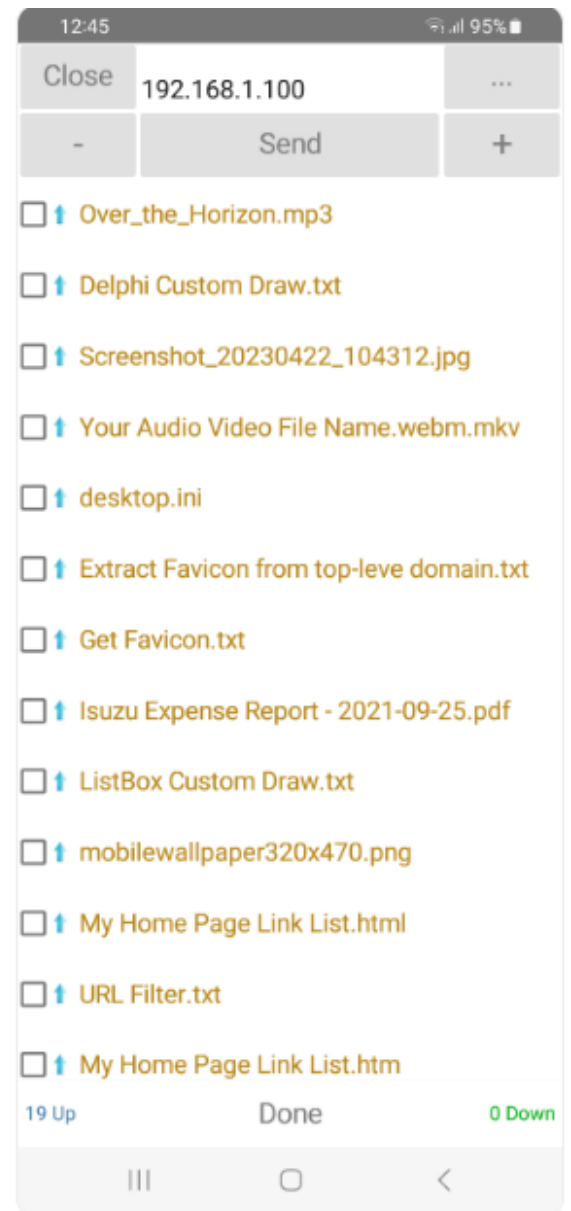 12:45 95%
Close 192.168.1.100 ...
- Send +
Over_the_Horizon.mp3
Delphi Custom Draw.txt
Screenshot_20230422_104312.jpg
Your Audio Video File Name.webm.mkv
desktop.ini
Extract Favicon from top-leve domain.txt
Get Favicon.txt
Isuzu Expense Report - 2021-09-25.pdf
ListBox Custom Draw.txt
mobilewallpaper320x470.png
My Home Page Link List.html
URL Filter.txt
My Home Page Link List.htm
19 Up Done 0 Down